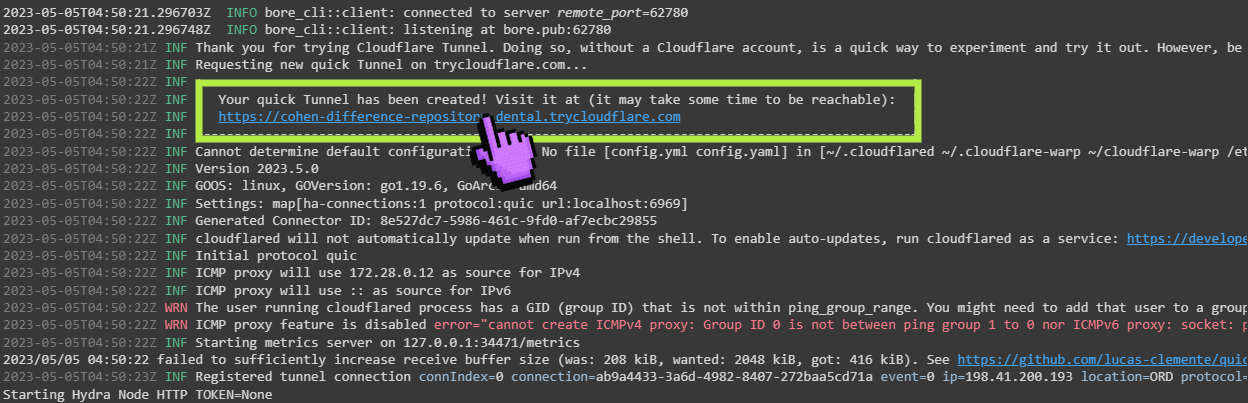 2023-05-05T04:50:21.296703Z  INFO bore_cli::client: connected to server remote_port=62780
2023-05-05T04:50:21.296748Z  INFO bore_cli::client: listening at bore.pub:62780
2023-05-05T04:50:21Z INF Thank you for trying Cloudflare Tunnel. Doing so, without a Cloudflare account, is a quick way to experiment and try it out. However, be
2023-05-05T04:50:21Z INF Requesting new quick Tunnel on trycloudflare.com...
2023-05-05T04:50:22Z INF
2023-05-05T04:50:22Z INF Your quick Tunnel has been created! Visit it at (it may take some time to be reachable):
2023-05-05T04:50:22Z INF https://cohen-difference-repository-dental.trycloudflare.com
2023-05-05T04:50:22Z INF
2023-05-05T04:50:22Z INF Cannot determine default configurati No file [config.yml config.yaml] in [~/.cloudflared ~/.cloudflare-warp ~/cloudflare-warp /et
2023-05-05T04:50:22Z INF Version 2023.5.0
2023-05-05T04:50:22Z INF GOOS: linux, GOVersion: go1.19.6, GoArc md64
2023-05-05T04:50:22Z INF Settings: map[ha-connections:1 protocol:quic url:localhost:6969]
2023-05-05T04:50:22Z INF Generated Connector ID: 8e527dc7-5986-461c-9fd0-af7ecbc29855
2023-05-05T04:50:22Z INF cloudflared will not automatically update when run from the shell. To enable auto-updates, run cloudflared as a service: https://develope
2023-05-05T04:50:22Z INF Initial protocol quic
2023-05-05T04:50:22Z INF ICMP proxy will use 172.28.0.12 as source for IPv4
2023-05-05T04:50:22Z INF ICMP proxy will use :: as source for IPv6
2023-05-05T04:50:22Z WRN The user running cloudflared process has a GID (group ID) that is not within ping_group_range. You might need to add that user to a group
2023-05-05T04:50:22Z WRN ICMP proxy feature is disabled error="cannot create ICMPv4 proxy: Group ID 0 is not between ping group 1 to 0 nor ICMPv6 proxy: socket: p
2023-05-05T04:50:22Z INF Starting metrics server on 127.0.0.1:34471/metrics
2023/05/05 04:50:22 failed to sufficiently increase receive buffer size (was: 208 kiB, wanted: 2048 kiB, got: 416 kiB). See https://github.com/lucas-clemente/quic
2023-05-05T04:50:23Z INF Registered tunnel connection connIndex=0 connection=ab9a4433-3a6d-4982-8407-272baa5cd71a event=0 ip=198.41.200.193 location=ORD protocol=
Starting Hydra Node HTTP TOKEN=None